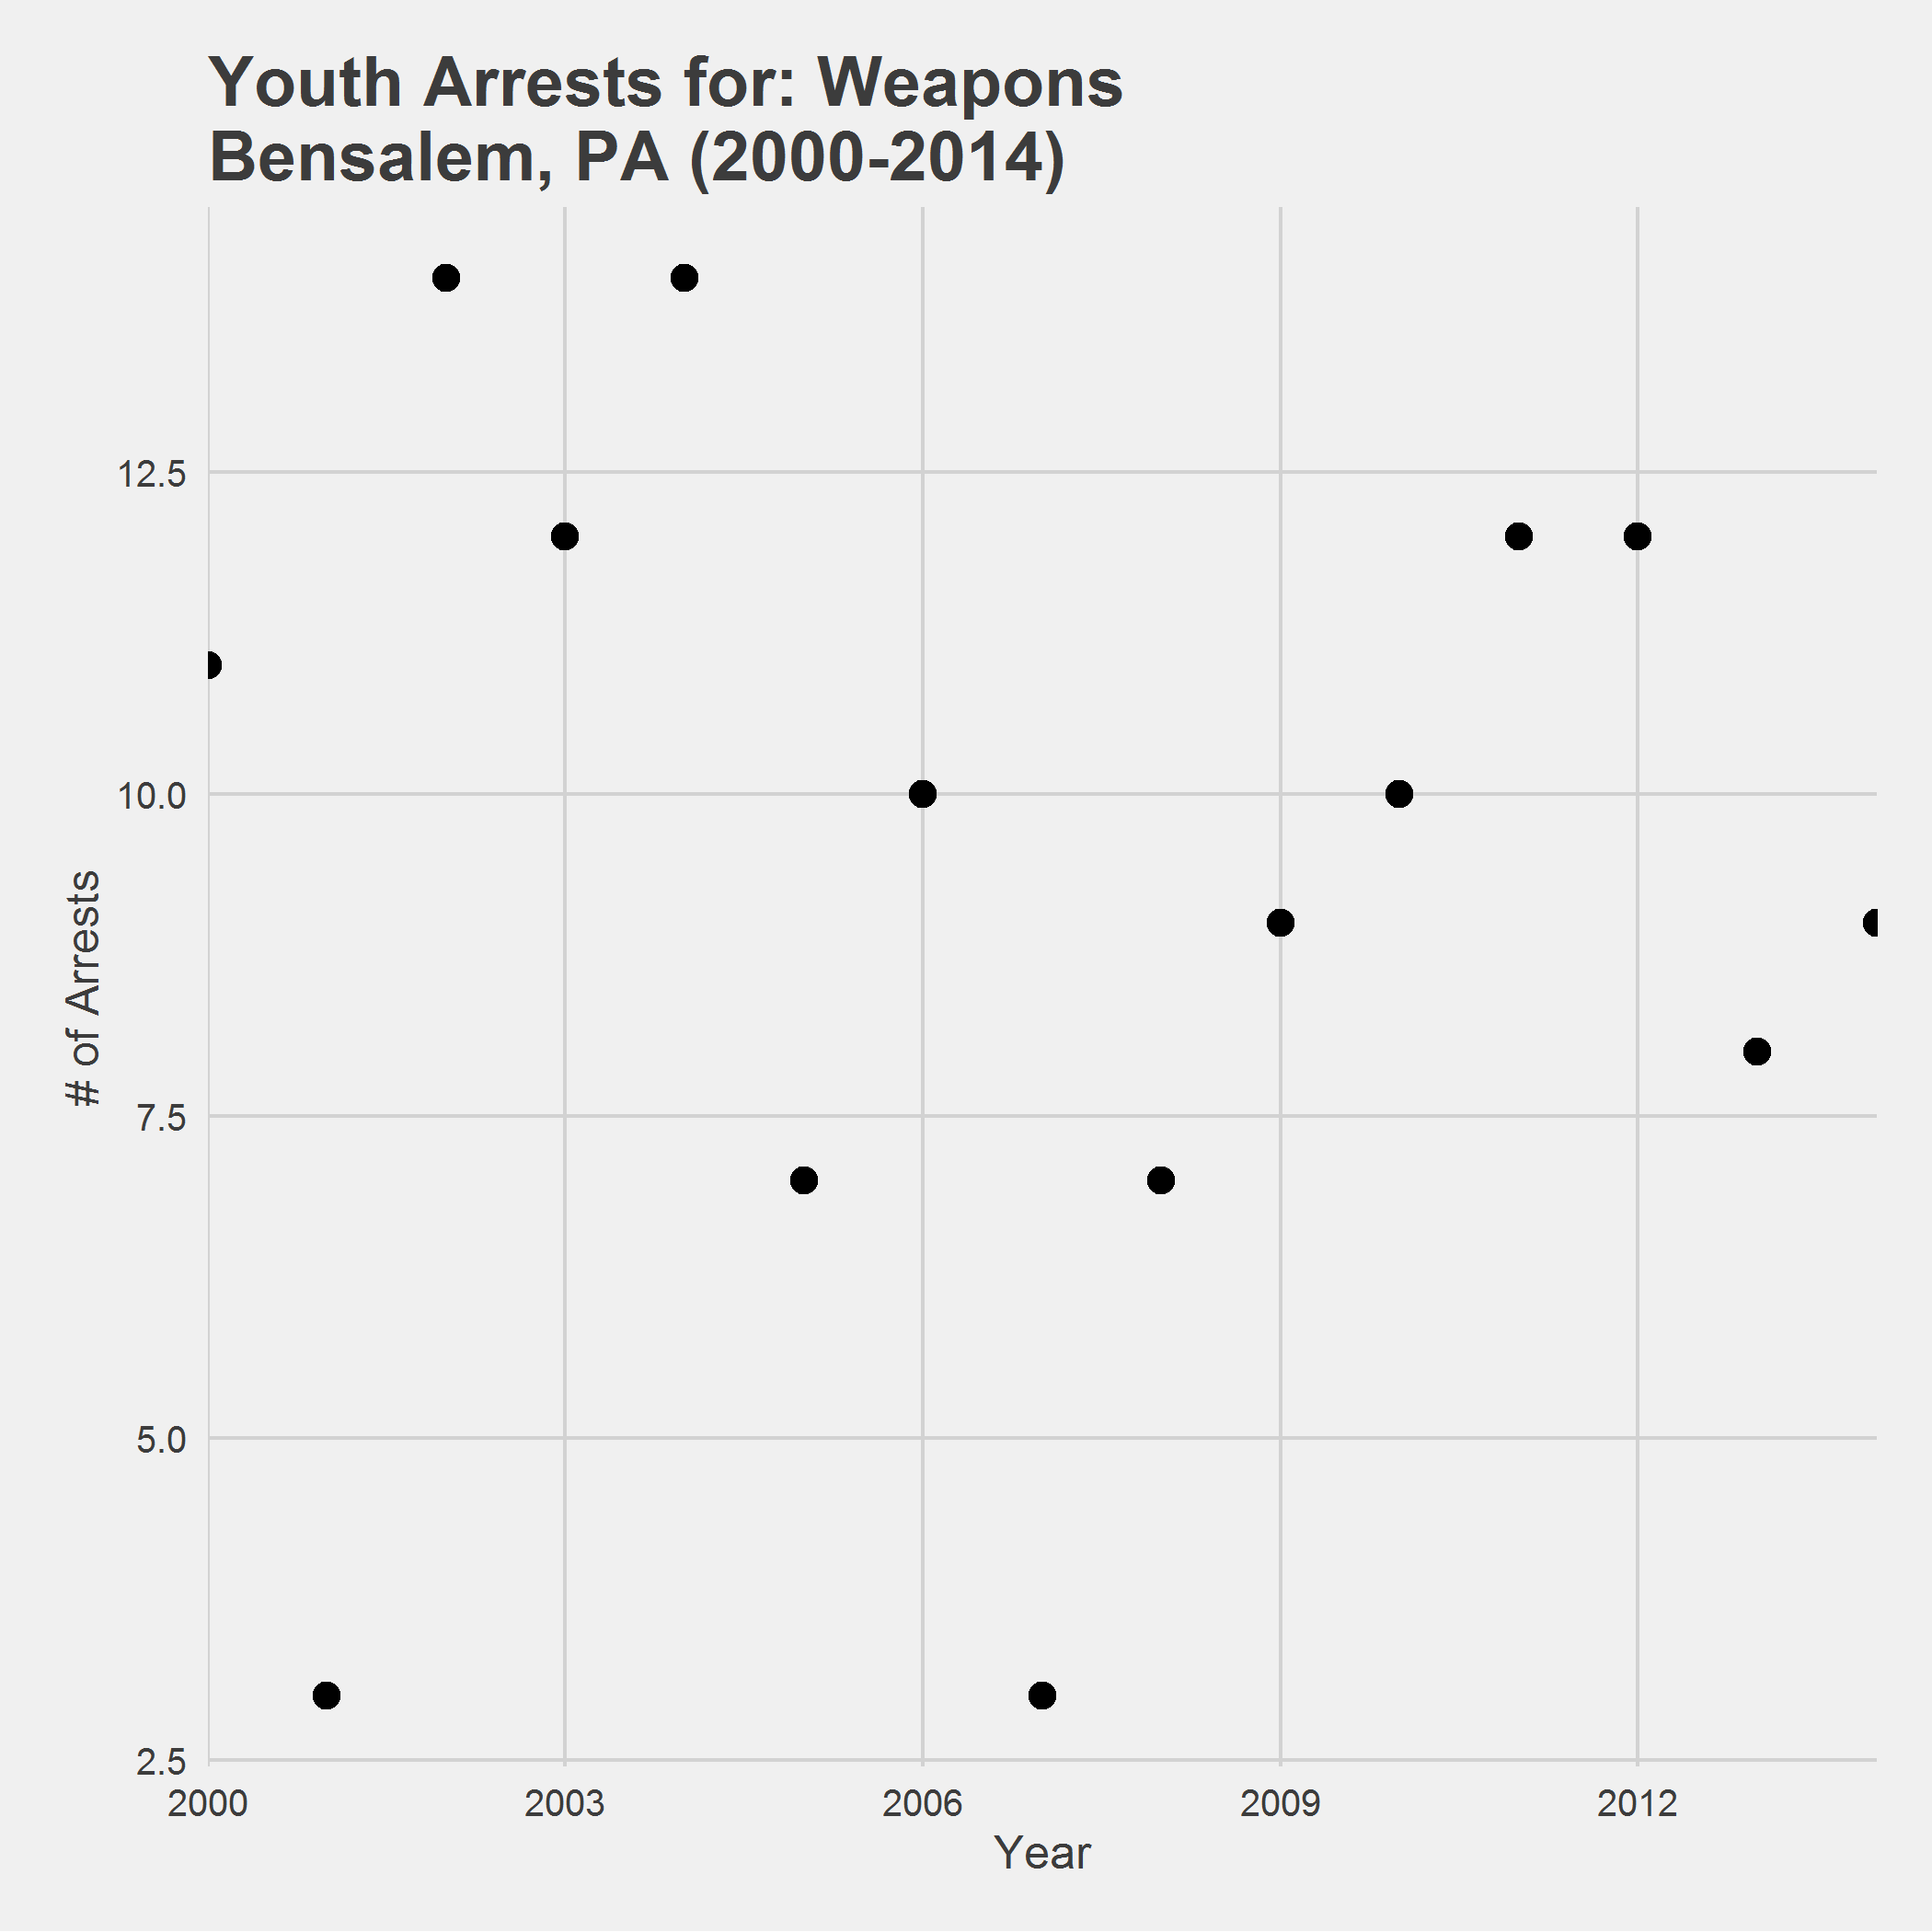 Youth Arrests for: Weapons
Bensalem, PA (2000-2014)
# of Arrests
12.5
10.0
7.5
5.0
2.5
2000 2003 2006 2009 2012
Year